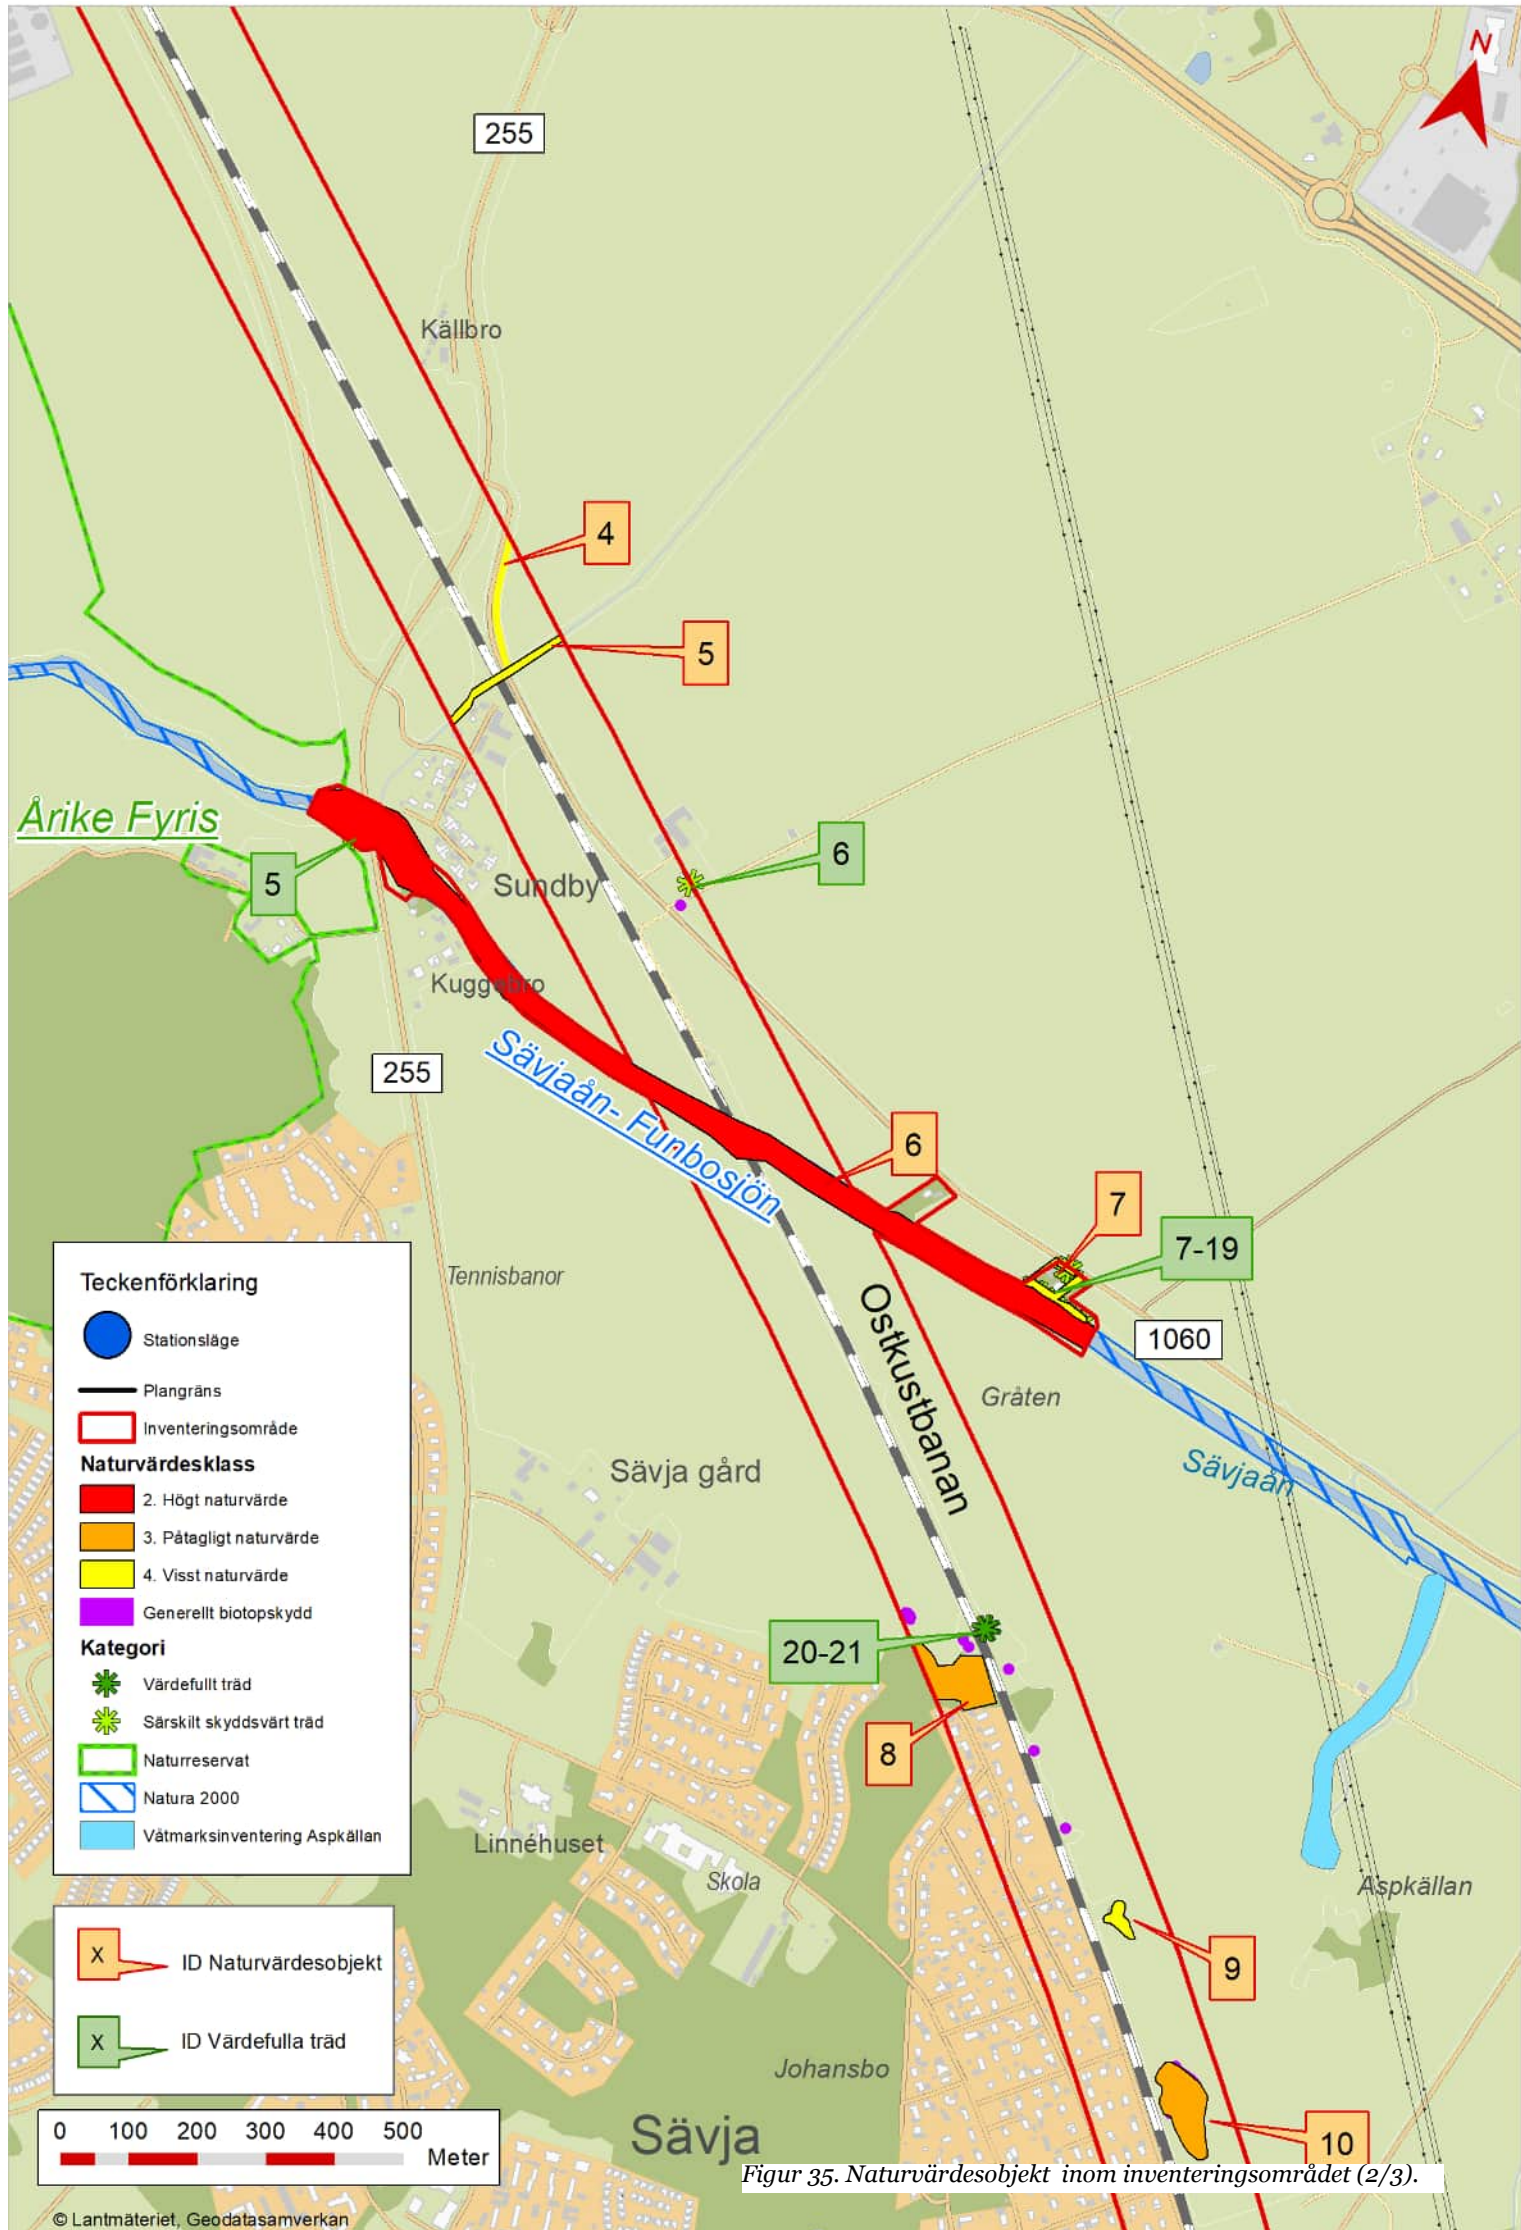 N
255
Källbro
4
5
Årike Fyris
6
5
Sundby
Kuggebro
Sävjaån- Funbosjön
255
6
7
7-19
Tennisbanor
Ostkustbanan
1060
Gråten
Sävjaån
Sävja gård
20-21
8
Linnéhuset
Skola
Aspkällan
9
Johansbo
Sävja
10
Teckenförklaring
Stationsläge
Plangräns
Inventeringsområde
Naturvärdesklass
2. Högt naturvärde
3. Påtagligt naturvärde
4. Visst naturvärde
Generellt biotopskydd
Kategori
Värdefullt träd
Särskilt skyddsvärt träd
Naturreservat
Natura 2000
Våtmarksinventering Aspkällan
X ID Naturvärdesobjekt
X ID Värdefulla träd
0 100 200 300 400 500
Meter
Figur 35. Naturvärdesobjekt inom inventeringsområdet (2/3).
© Lantmäteriet, Geodatasamverkan